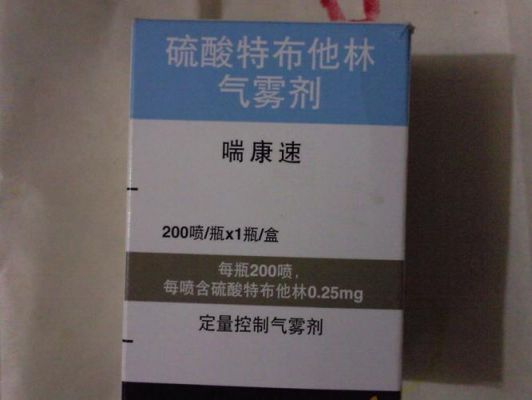 硫酸特布他林
气雾剂
喘康速
200喷/瓶x1瓶/盒
每瓶200喷，
每喷含硫酸特布他林0.25mg
定量控制气雾剂